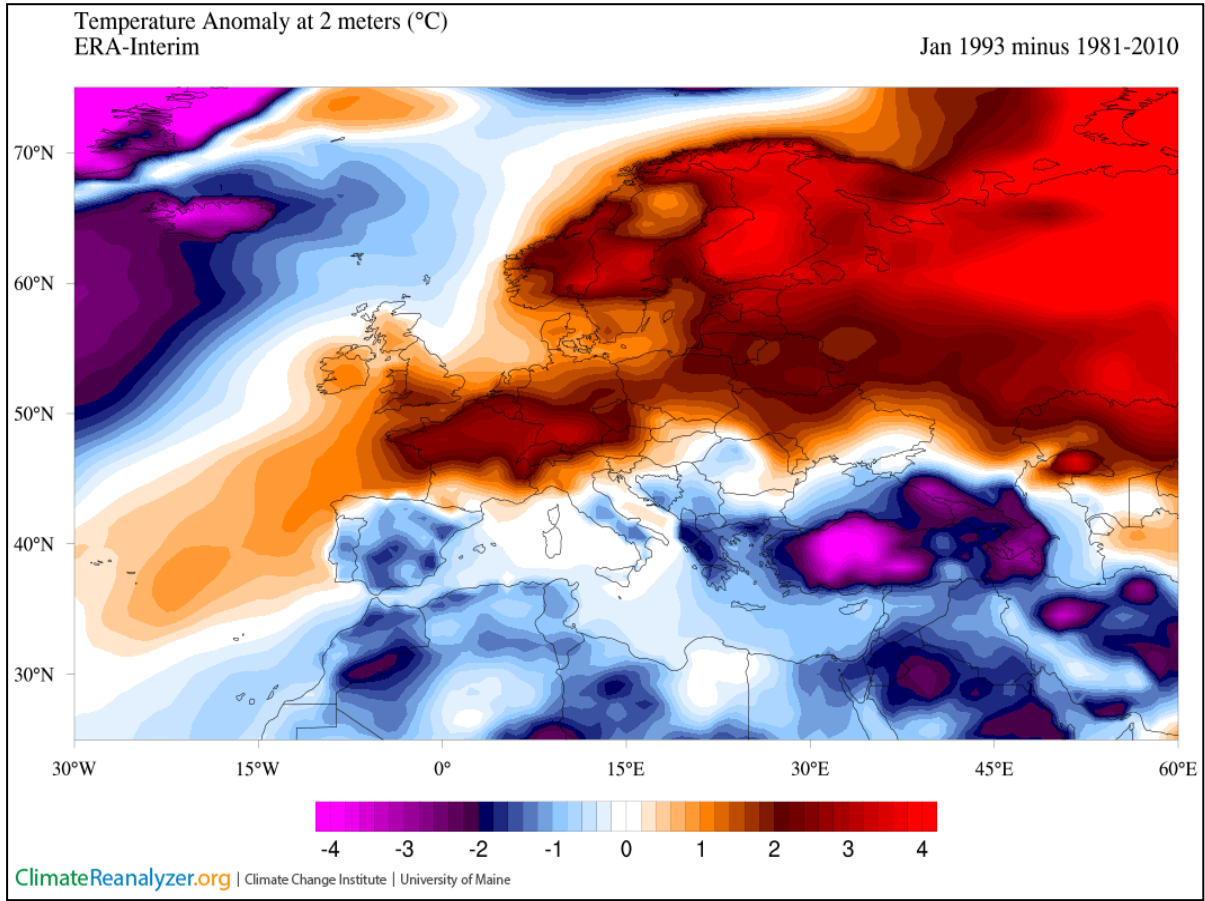 Temperature Anomaly at 2 meters (°C)
ERA-Interim
Jan 1993 minus 1981-2010
70°N
60°N
50°N
40°N
30°N
30°W
15°W
0°
15°E
30°E
45°E
60°E
-4
-3
-2
-1
0
1
2
3
4
ClimateReanalyzer.org | Climate Change Institute | University of Maine